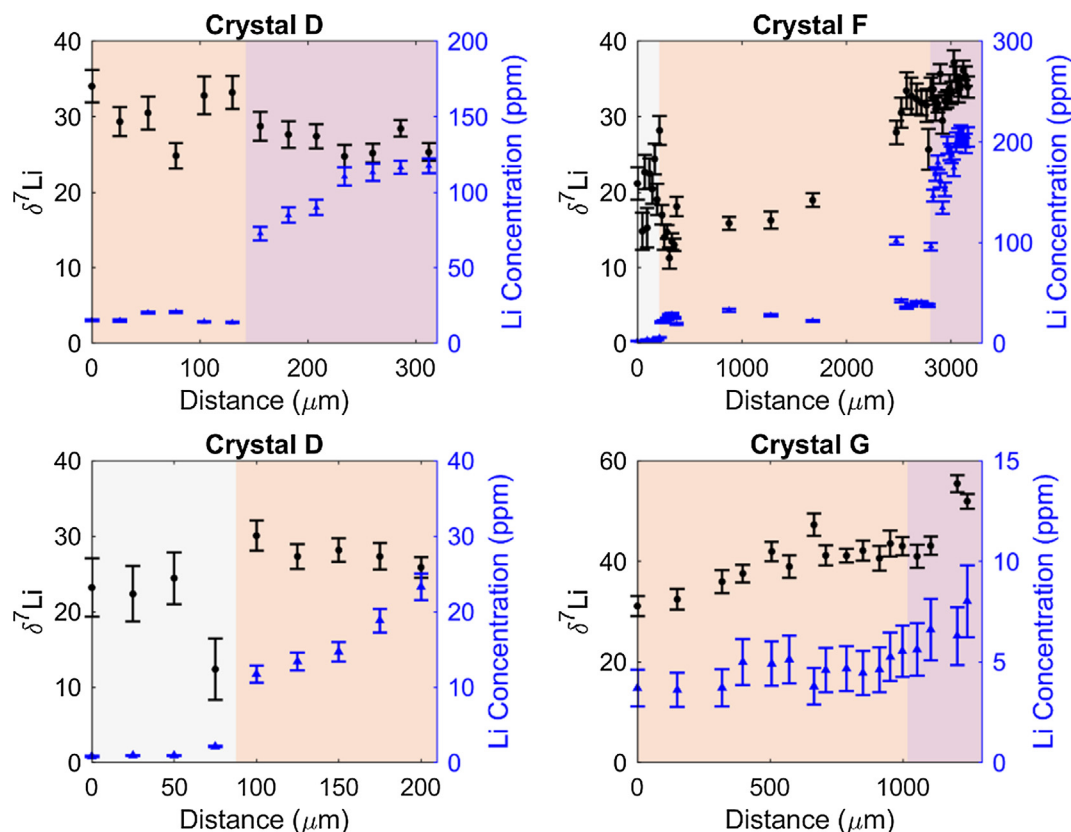 Crystal D
40
30
20
10
0
δ⁷Li
200
150
100
50
0
Li Concentration (ppm)
0 100 200 300
Distance (μm)
Crystal F
40
30
20
10
0
δ⁷Li
300
200
100
0
Li Concentration (ppm)
0 1000 2000 3000
Distance (μm)
Crystal D
40
30
20
10
0
δ⁷Li
40
30
20
10
0
Li Concentration (ppm)
0 50 100 150 200
Distance (μm)
Crystal G
60
40
20
0
δ⁷Li
15
10
5
0
Li Concentration (ppm)
0 500 1000
Distance (μm)